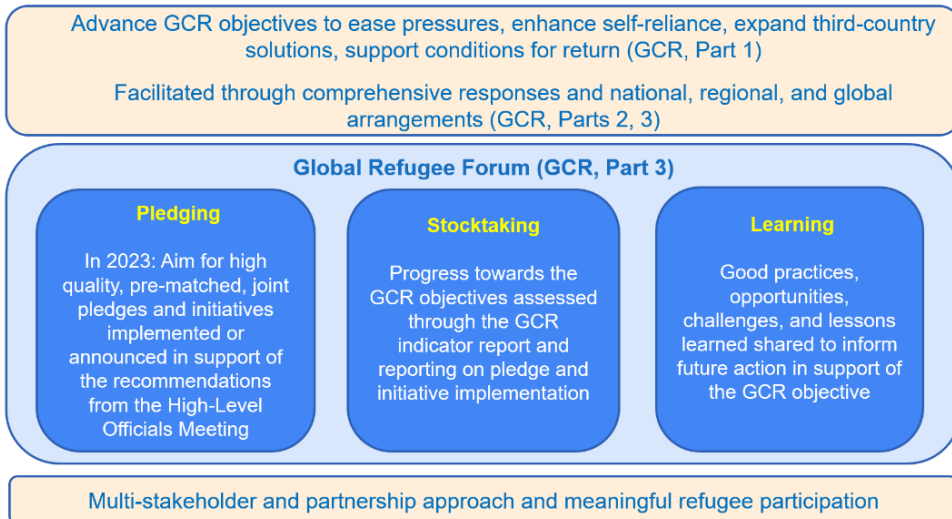 Advance GCR objectives to ease pressures, enhance self-reliance, expand third-country
solutions, support conditions for return (GCR, Part 1)
Facilitated through comprehensive responses and national, regional, and global
arrangements (GCR, Parts 2, 3)
Global Refugee Forum (GCR, Part 3)
Pledging
In 2023: Aim for high
quality, pre-matched, joint
pledges and initiatives
implemented or
announced in support of
the recommendations
from the High-Level
Officials Meeting
Stocktaking
Progress towards the
GCR objectives assessed
through the GCR
indicator report and
reporting on pledge and
initiative implementation
Learning
Good practices,
opportunities,
challenges, and lessons
learned shared to inform
future action in support of
the GCR objective
Multi-stakeholder and partnership approach and meaningful refugee participation